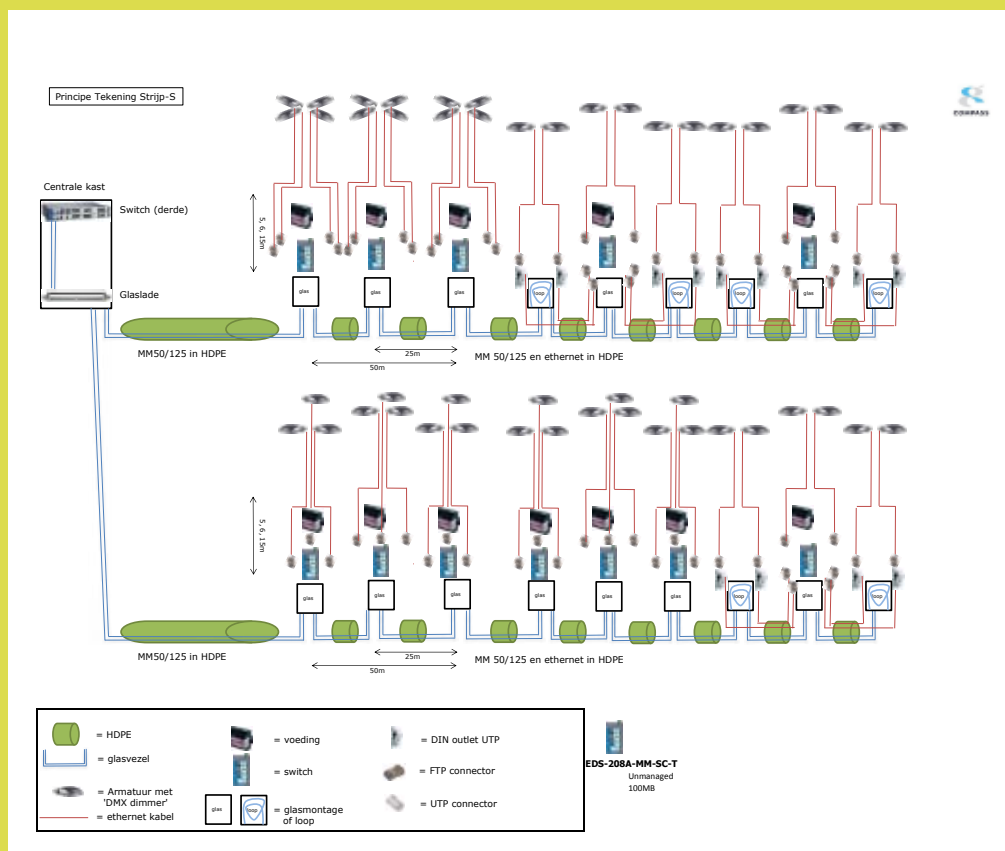 Principe Tekening Strijp-S
COMPASS
Centrale kast
Switch (derde)
Glaslade
5, 6, 15m
glas
glas
glas
loop
glas
loop
loop
glas
loop
MM50/125 in HDPE
25m
50m
MM 50/125 en ethernet in HDPE
5, 6, 15m
glas
glas
glas
glas
glas
glas
loop
glas
loop
MM50/125 in HDPE
25m
50m
MM 50/125 en ethernet in HDPE
= HDPE
= glasvezel
= Armatuur met
'DMX dimmer'
= ethernet kabel
= voeding
= switch
glas
loop
= glasmontage
of loop
= DIN outlet UTP
= FTP connector
= UTP connector
EDS-208A-MM-SC-T
Unmanaged
100MB